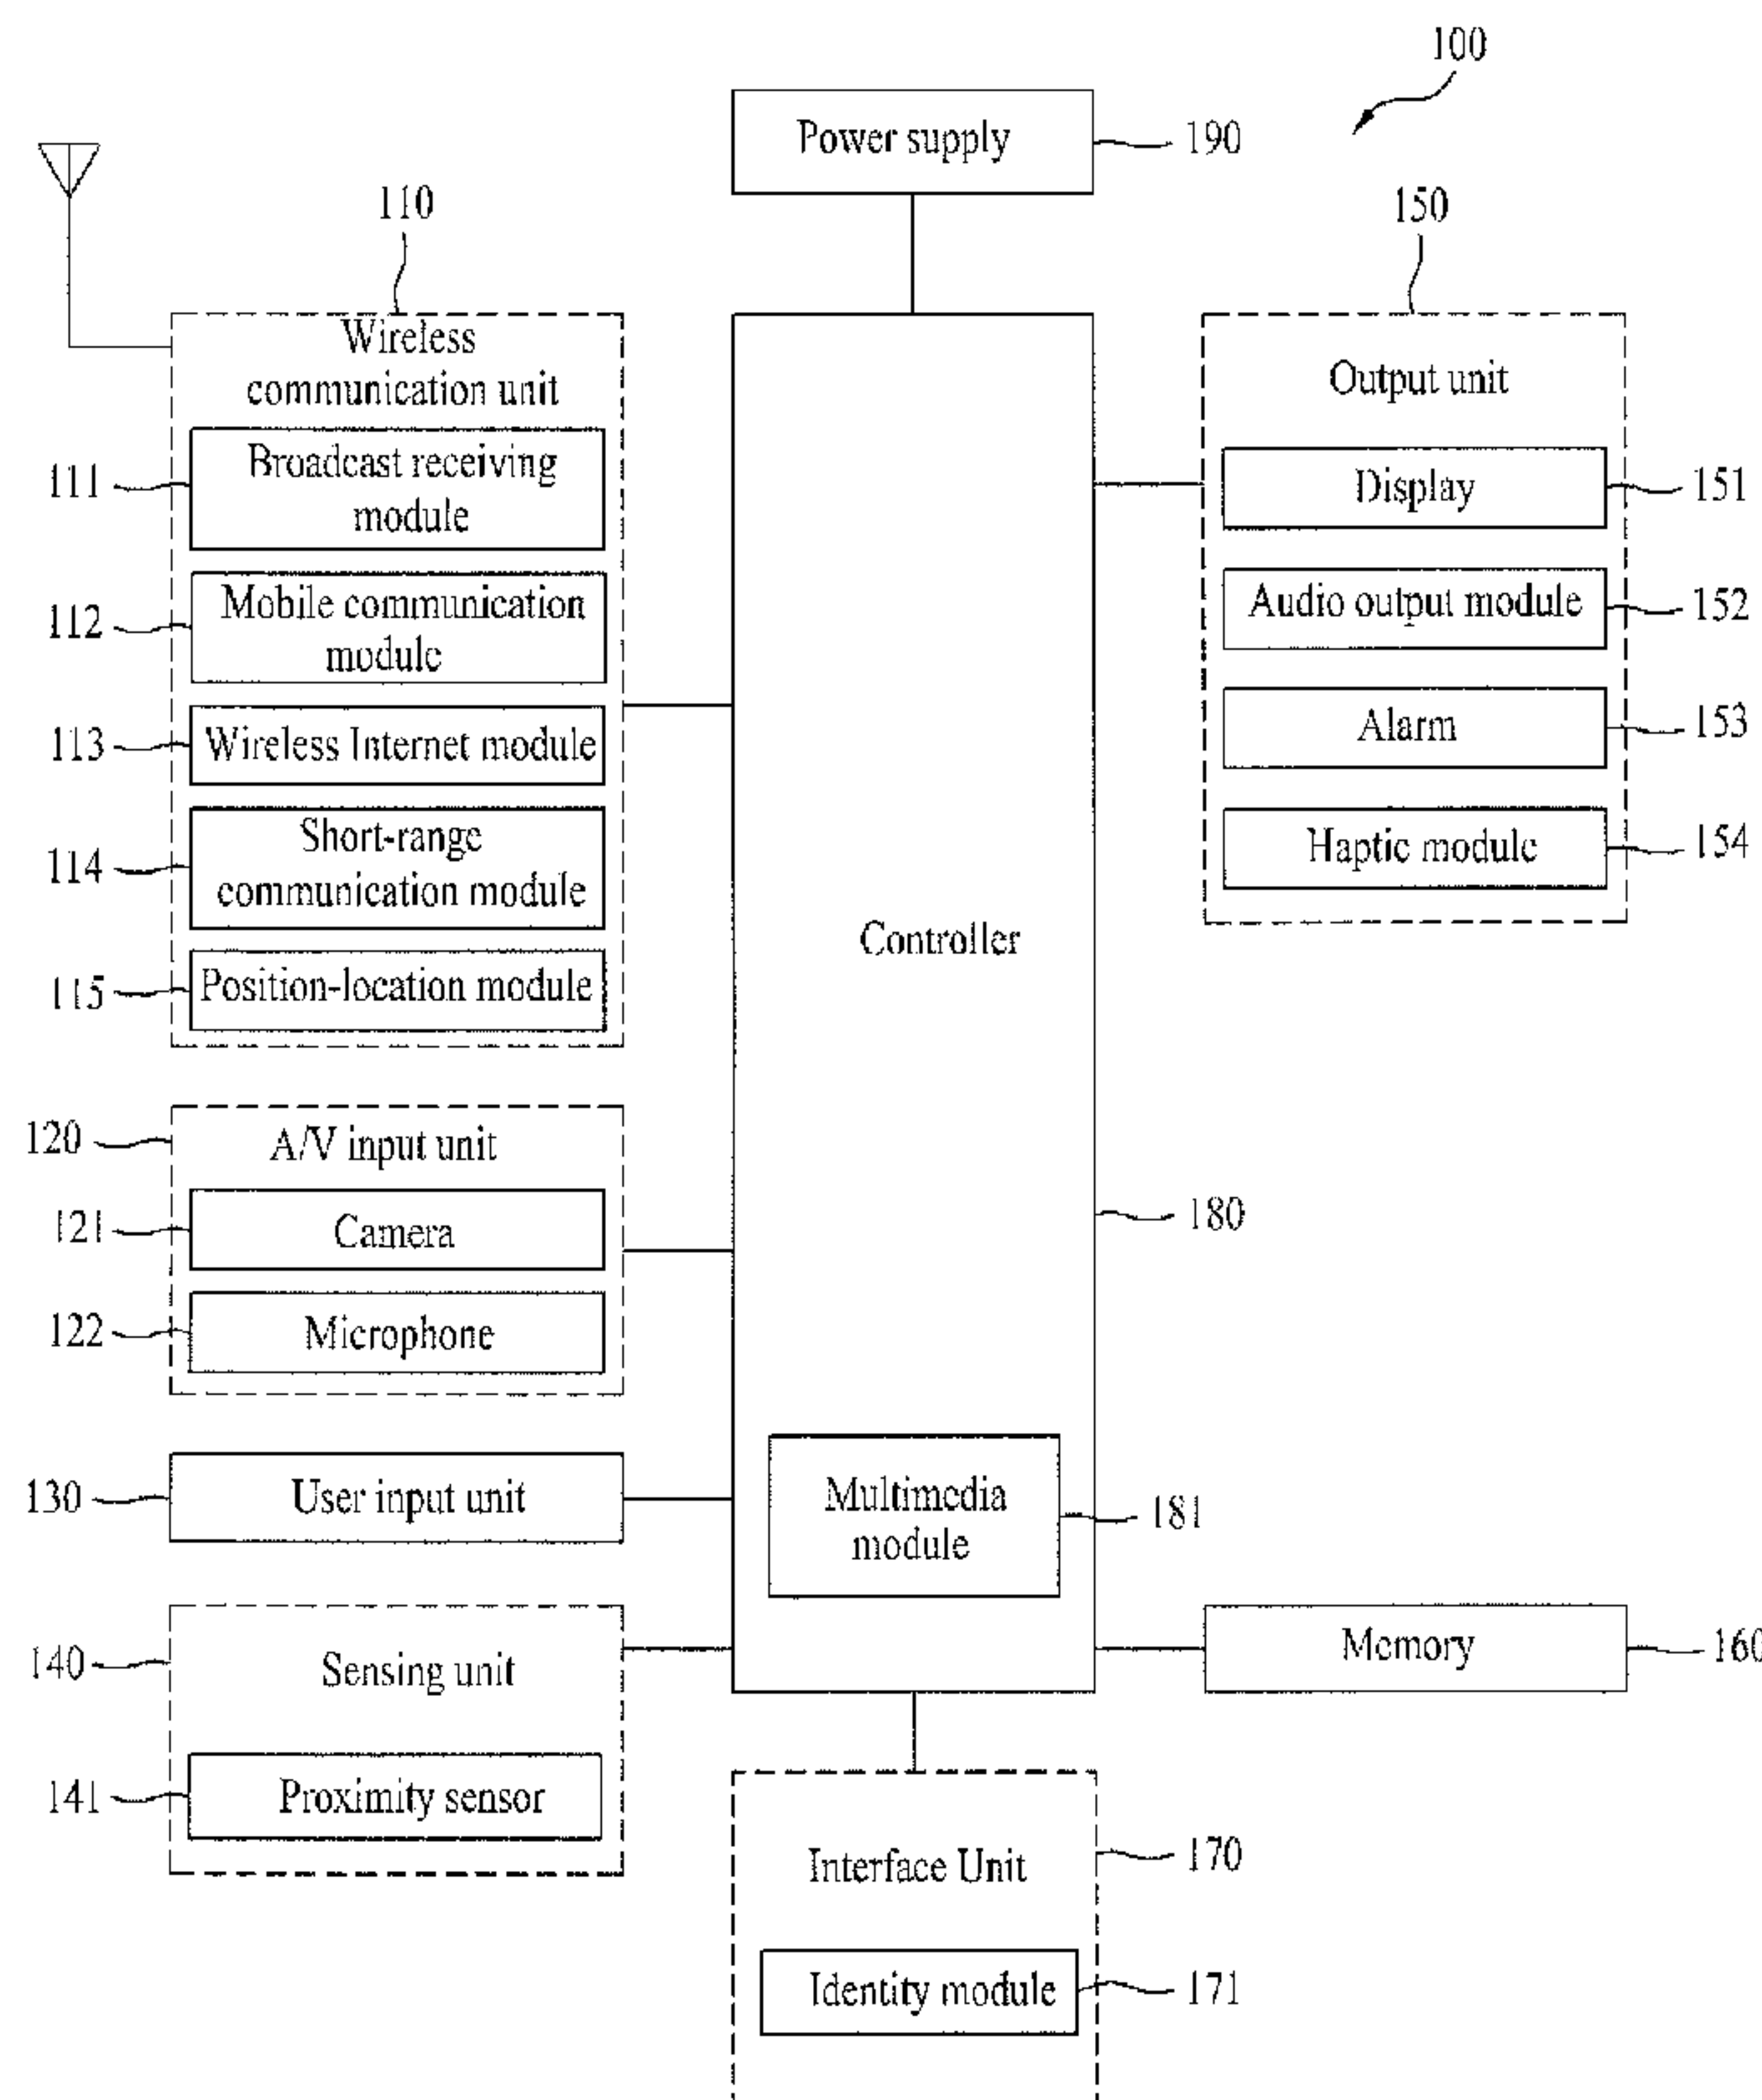 100
Power supply
190
110
150
Wireless
communication unit
Output unit
111
Broadcast receiving
module
Display
151
112
Mobile communication
module
Audio output module
152
113
Wireless Internet module
Alarm
153
114
Short-range
communication module
Haptic module
154
Controller
115
Position-location module
120
A/V input unit
121
Camera
180
122
Microphone
130
User input unit
Multimedia
module
181
140
Sensing unit
Memory
160
141
Proximity sensor
Interface Unit
170
Identity module
171